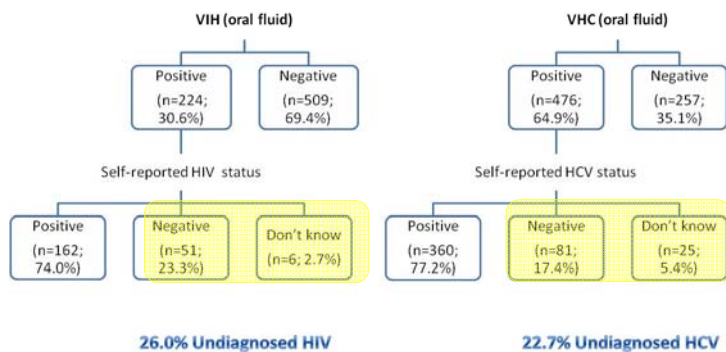 VIH (oral fluid)
Positive
(n=224;
30.6%)
Negative
(n=509;
69.4%)
Self-reported HIV status
Positive
(n=162;
74.0%)
Negative
(n=51;
23.3%)
Don't know
(n=6; 2.7%)
26.0% Undiagnosed HIV
VHC (oral fluid)
Positive
(n=476;
64.9%)
Negative
(n=257;
35.1%)
Self-reported HCV status
Positive
(n=360;
77.2%)
Negative
(n=81;
17.4%)
Don't know
(n=25;
5.4%)
22.7% Undiagnosed HCV